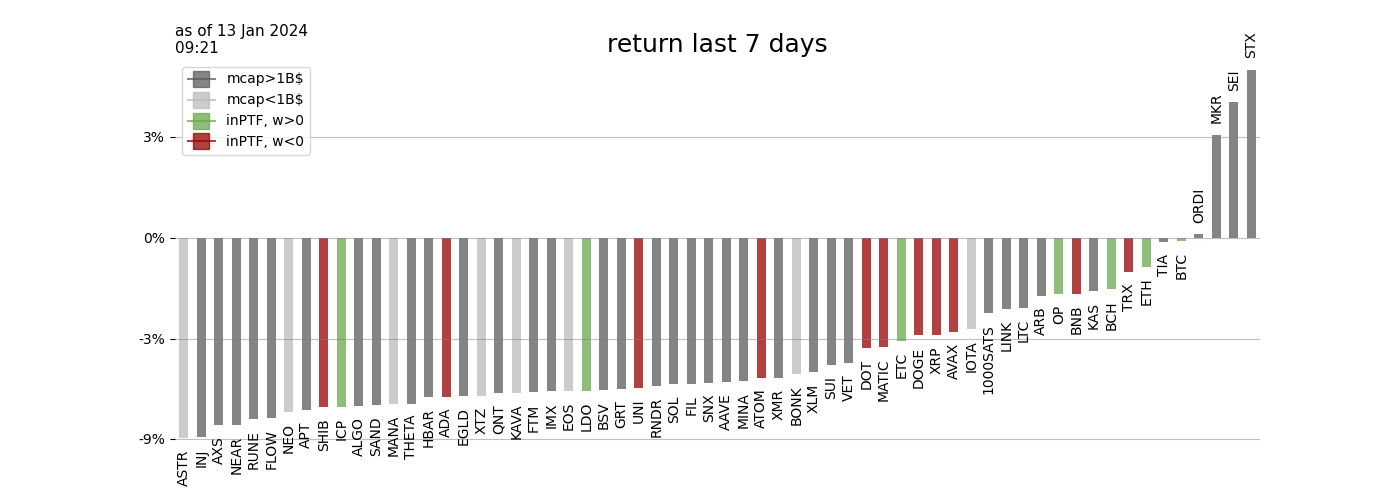 as of 13 Jan 2024
09:21
return last 7 days
mcap>1B$
mcap<1B$
inPTF, w>0
inPTF, w<0
3%
0%
-3%
-9%
ASTR
INJ
AXS
NEAR
RUNE
FLOW
NEO
APT
SHIB
ICP
ALGO
SAND
MANA
THETA
HBAR
ADA
EGLD
XTZ
QNT
KAVA
FTM
IMX
EOS
LDO
BSV
GRT
UNI
RNDR
SOL
FIL
SNX
AAVE
MINA
ATOM
XMR
BONK
XLM
SUI
VET
DOT
MATIC
ETC
DOGE
XRP
AVAX
IOTA
1000SATS
LINK
LTC
ARB
OP
BNB
KAS
BCH
TRX
ETH
TIA
BTC
ORDI
MKR
SEI
STX